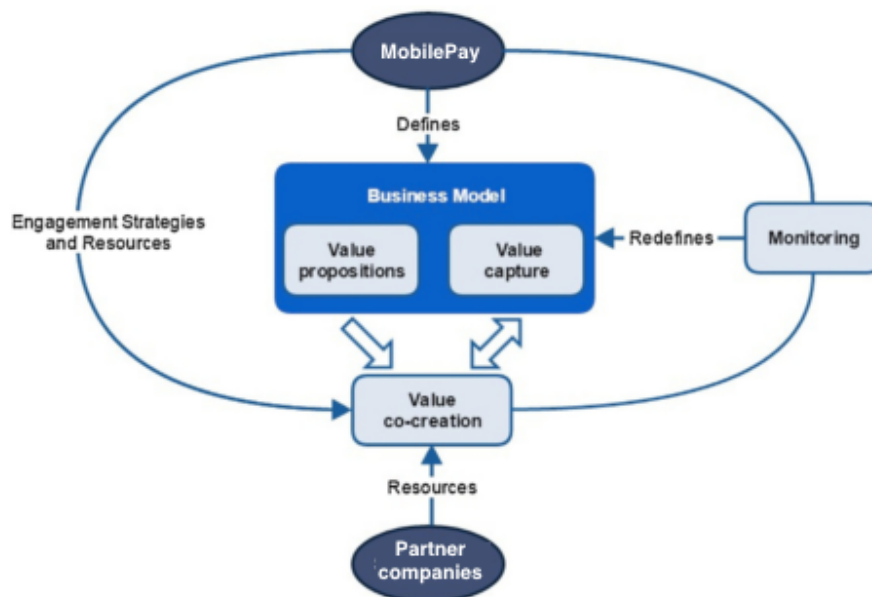 MobilePay
Defines
Business Model
Value
propositions
Value
capture
Engagement Strategies
and Resources
Redefines
Monitoring
Value
co-creation
Resources
Partner
companies